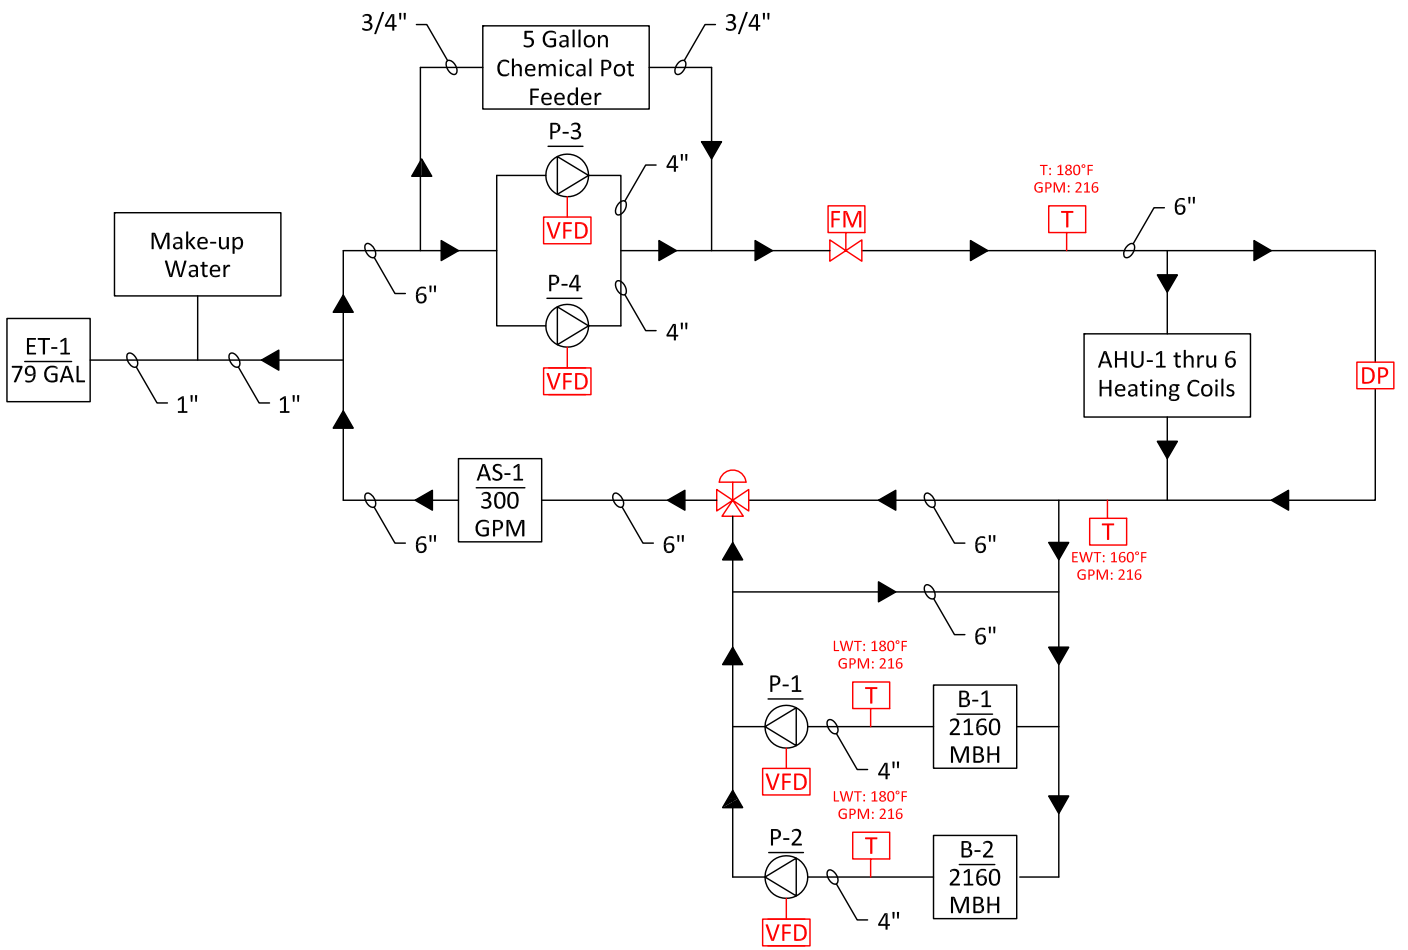 3/4"
5 Gallon
Chemical Pot
Feeder
3/4"
P-3
4"
VFD
T: 180°F
GPM: 216
T
6"
FM
Make-up
Water
6"
P-4
4"
VFD
ET-1
79 GAL
1"
1"
AHU-1 thru 6
Heating Coils
DP
AS-1
300
GPM
6"
6"
6"
T
EWT: 160°F
GPM: 216
6"
LWT: 180°F
GPM: 216
T
P-1
VFD
4"
B-1
2160
MBH
LWT: 180°F
GPM: 216
T
P-2
VFD
4"
B-2
2160
MBH